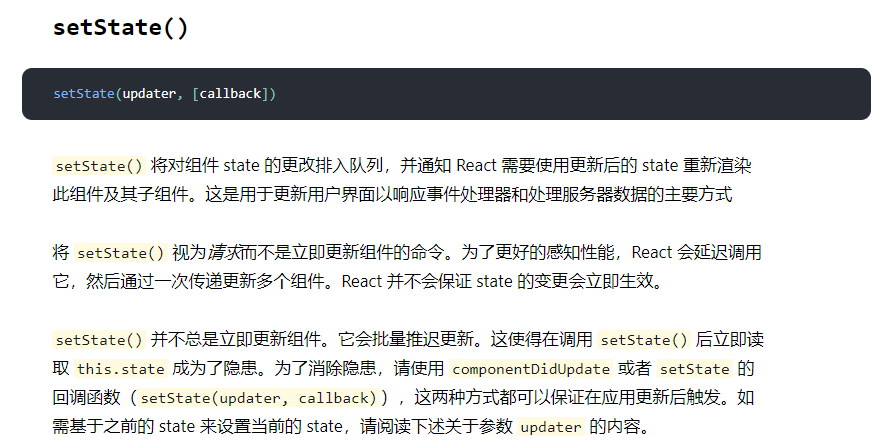 setState()
setState(updater, [callback])
setState() 将对组件 state 的更改排入队列，并通知 React 需要使用更新后的 state 重新渲染
此组件及其子组件。这是用于更新用户界面以响应事件处理器和处理服务器数据的主要方式
将 setState() 视为请求而不是立即更新组件的命令。为了更好的感知性能，React 会延迟调用
它，然后通过一次传递更新多个组件。React 并不会保证 state 的变更会立即生效。
setState() 并不总是立即更新组件。它会批量推迟更新。这使得在调用 setState() 后立即读
取 this.state 成为了隐患。为了消除隐患，请使用 componentDidUpdate 或者 setState 的
回调函数（setState(updater, callback)），这两种方式都可以保证在应用更新后触发。如
需基于之前的 state 来设置当前的 state，请阅读下述关于参数 updater 的内容。